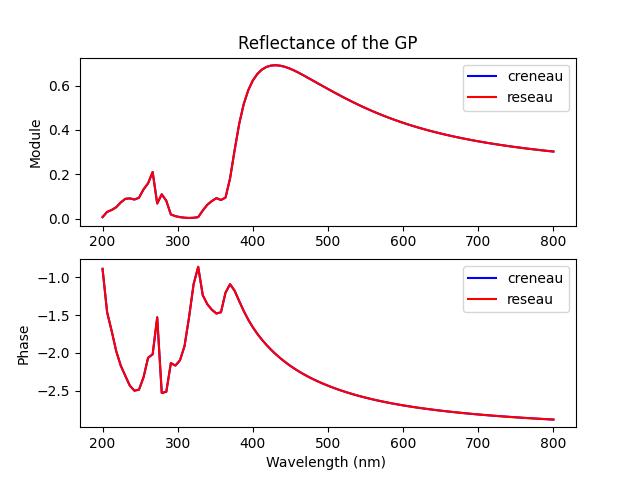 Reflectance of the GP
Module
0.6
0.4
0.2
0.0
creneau
reseau
200 300 400 500 600 700 800
Phase
−1.0
−1.5
−2.0
−2.5
creneau
reseau
200 300 400 500 600 700 800
Wavelength (nm)